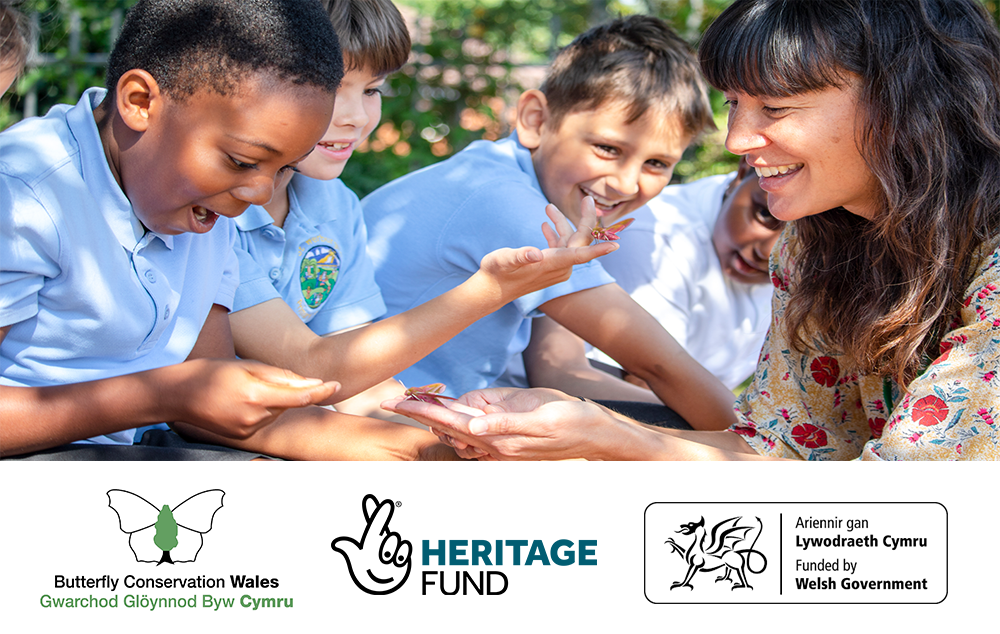 Butterfly Conservation Wales
Gwarchod Glöynnod Byw Cymru
HERITAGE
FUND
Ariennir gan
Lywodraeth Cymru
Funded by
Welsh Government